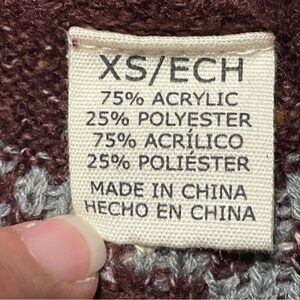 XS/ECH
75% ACRYLIC
25% POLYESTER
75% ACRÍLICO
25% POLIÉSTER
MADE IN CHINA
HECHO EN CHINA